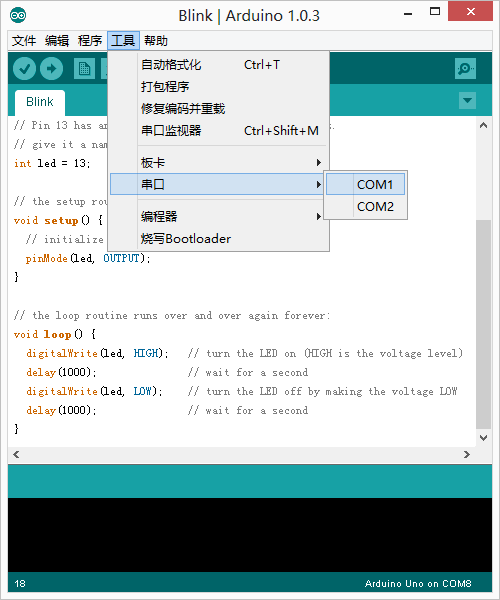 Blink | Arduino 1.0.3
文件 编辑 程序 工具 帮助
自动格式化 Ctrl+T
打包程序
修复编码并重载
串口监视器 Ctrl+Shift+M
板卡
串口
COM1
COM2
编程器
烧写Bootloader
Blink
// Pin 13 has an
// give it a nam
int led = 13;
// the setup rou
void setup() {
// initialize
pinMode(led, OUTPUT);
}
// the loop routine runs over and over again forever:
void loop() {
digitalWrite(led, HIGH);   // turn the LED on (HIGH is the voltage level)
delay(1000);               // wait for a second
digitalWrite(led, LOW);    // turn the LED off by making the voltage LOW
delay(1000);               // wait for a second
}
18
Arduino Uno on COM8